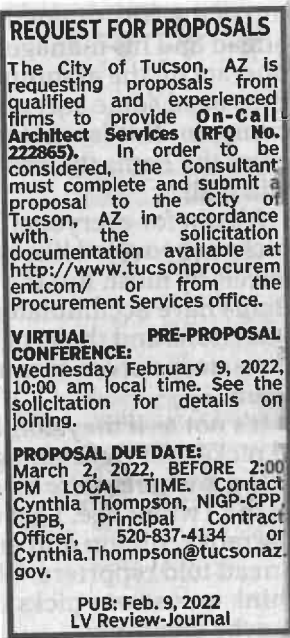 REQUEST FOR PROPOSALS
The City of Tucson, AZ is
requesting proposals from
qualified and experienced
firms to provide On-Call
Architect Services (RFQ No.
222865). In order to be
considered, the Consultant
must complete and submit a
proposal to the City of
Tucson, AZ in accordance
with the solicitation
documentation available at
http://www.tucsonprocurem
ent.com/ or from the
Procurement Services office.
VIRTUAL PRE-PROPOSAL
CONFERENCE:
Wednesday February 9, 2022,
10:00 am local time. See the
solicitation for details on
joining.
PROPOSAL DUE DATE:
March 2, 2022, BEFORE 2:00
PM LOCAL TIME. Contact
Cynthia Thompson, NIGP-CPP,
CPPB, Principal Contract
Officer, 520-837-4134 or
Cynthia.Thompson@tucsonaz.
gov.
PUB: Feb. 9, 2022
LV Review-Journal